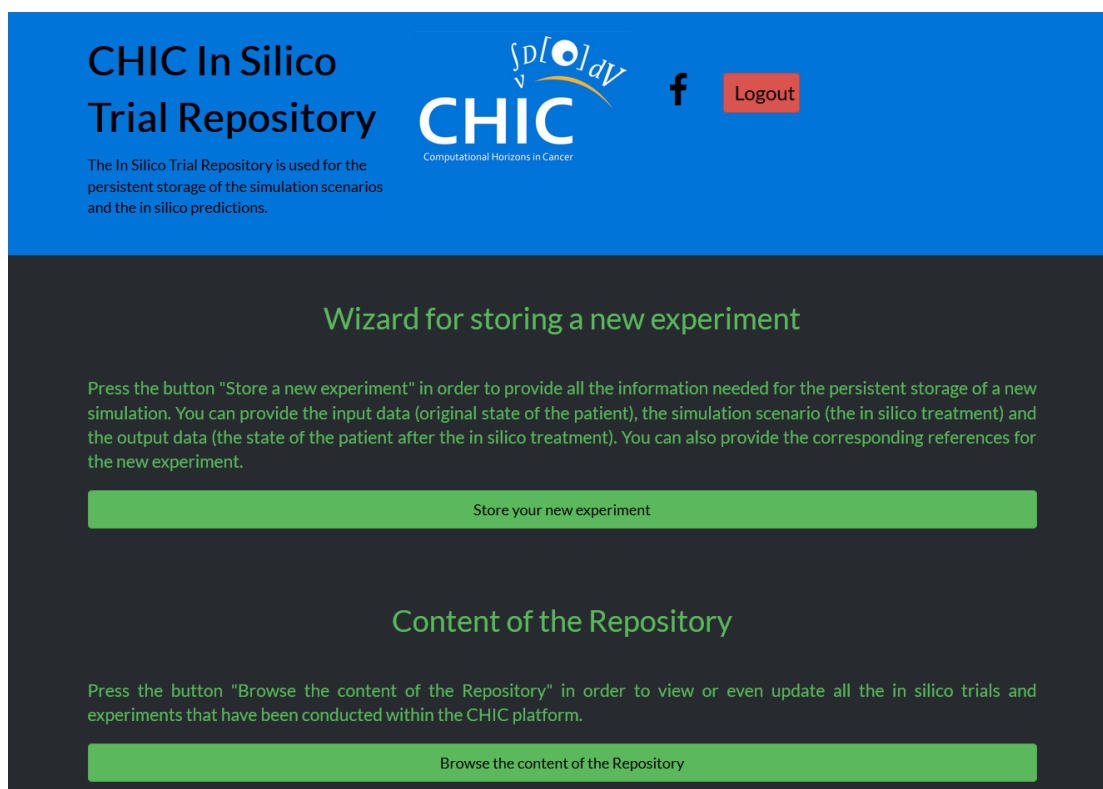 CHIC In Silico
Trial Repository
The In Silico Trial Repository is used for the
persistent storage of the simulation scenarios
and the in silico predictions.
∫D[O]dV
v
CHIC
Computational Horizons in Cancer
f
Logout
Wizard for storing a new experiment
Press the button "Store a new experiment" in order to provide all the information needed for the persistent storage of a new
simulation. You can provide the input data (original state of the patient), the simulation scenario (the in silico treatment) and
the output data (the state of the patient after the in silico treatment). You can also provide the corresponding references for
the new experiment.
Store your new experiment
Content of the Repository
Press the button "Browse the content of the Repository" in order to view or even update all the in silico trials and
experiments that have been conducted within the CHIC platform.
Browse the content of the Repository